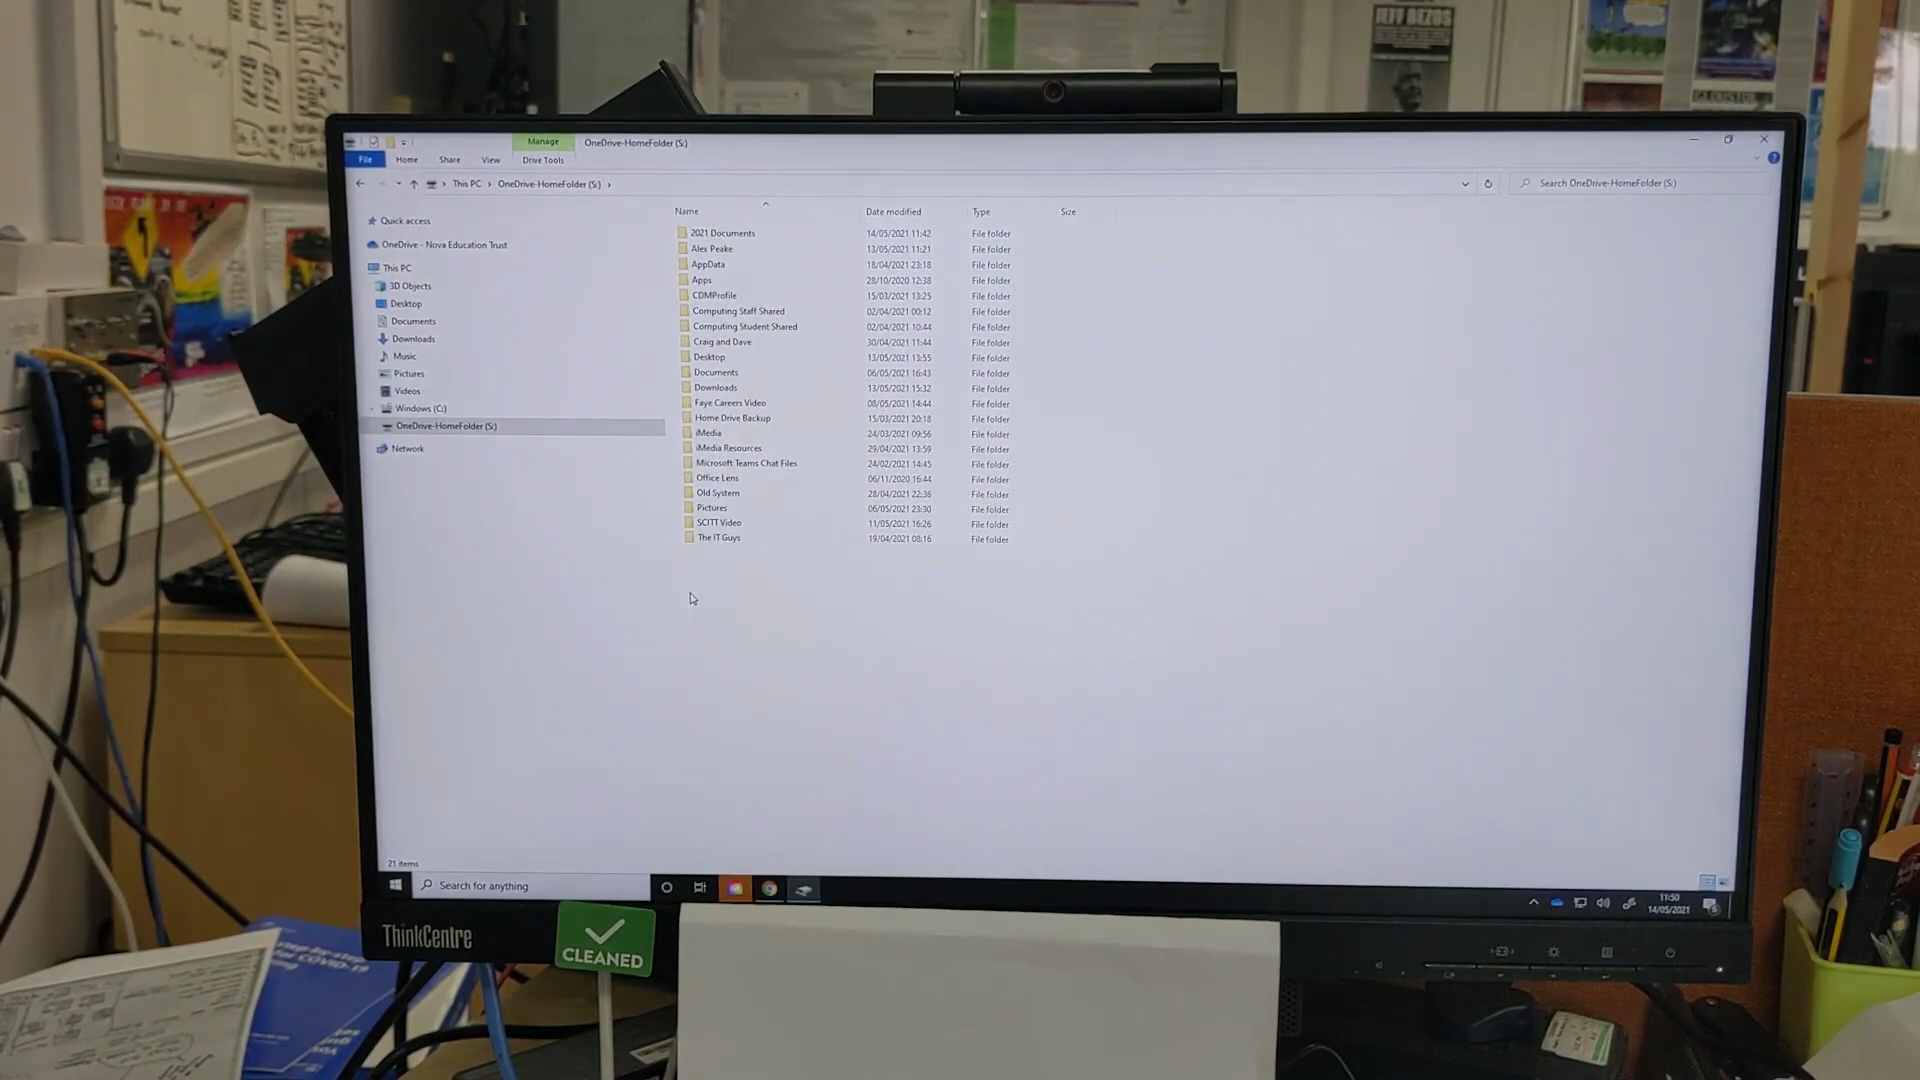 JEFF BEZOS
Manage
OneDrive-HomeFolder (S:)
File
Home
Share
View
Drive Tools
This PC
OneDrive-HomeFolder (S:)
Search OneDrive-HomeFolder (S:)
Name
Date modified
Type
Size
Quick access
OneDrive - Nova Education Trust
This PC
3D Objects
Desktop
Documents
Downloads
Music
Pictures
Videos
Windows (C:)
OneDrive-HomeFolder (S:)
Network
2021 Documents 14/05/2021 11:42 File folder
Alex Peake 13/05/2021 11:21 File folder
AppData 18/04/2021 23:18 File folder
Apps 28/10/2020 12:38 File folder
CDMProfile 15/03/2021 13:25 File folder
Computing Staff Shared 02/04/2021 00:12 File folder
Computing Student Shared 02/04/2021 10:44 File folder
Craig and Dave 30/04/2021 11:44 File folder
Desktop 13/05/2021 13:55 File folder
Documents 06/05/2021 16:43 File folder
Downloads 13/05/2021 15:32 File folder
Faye Careers Video 08/05/2021 14:44 File folder
Home Drive Backup 15/03/2021 20:18 File folder
iMedia 24/03/2021 09:56 File folder
iMedia Resources 29/04/2021 13:59 File folder
Microsoft Teams Chat Files 24/02/2021 14:45 File folder
Office Lens 06/11/2020 16:44 File folder
Old System 28/04/2021 22:36 File folder
Pictures 06/05/2021 23:30 File folder
SCITT Video 11/05/2021 16:26 File folder
The IT Guys 19/04/2021 08:16 File folder
21 items
Search for anything
11:50
14/05/2021
ThinkCentre
CLEANED
step-by-step
for COVID-19